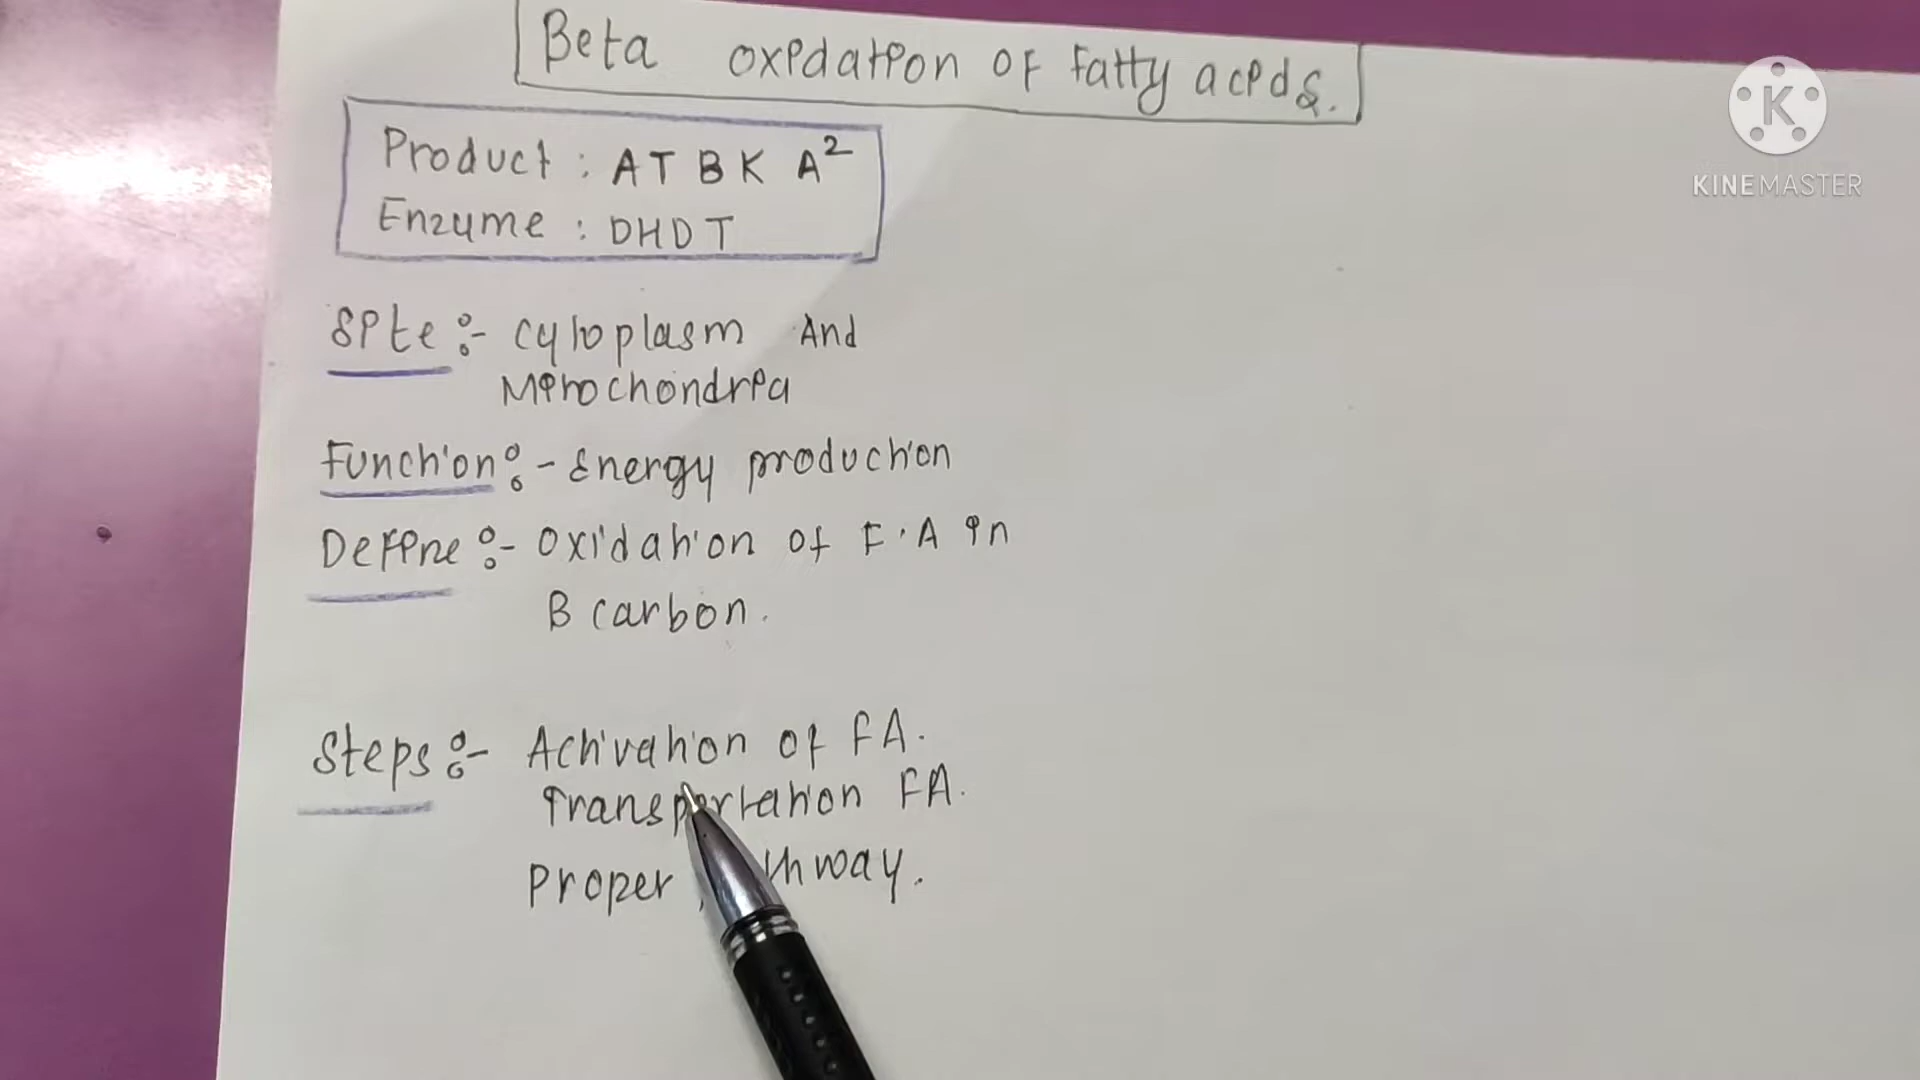 Beta oxidation of fatty acids.
Product : A T B K A²
Enzyme : DHDT
Site :- Cytoplasm And
Mitochondria
Function :- Energy production
Define :- Oxidation of F.A in
B carbon.
Steps :- Activation of FA.
Transportation FA.
Proper
KINEMASTER